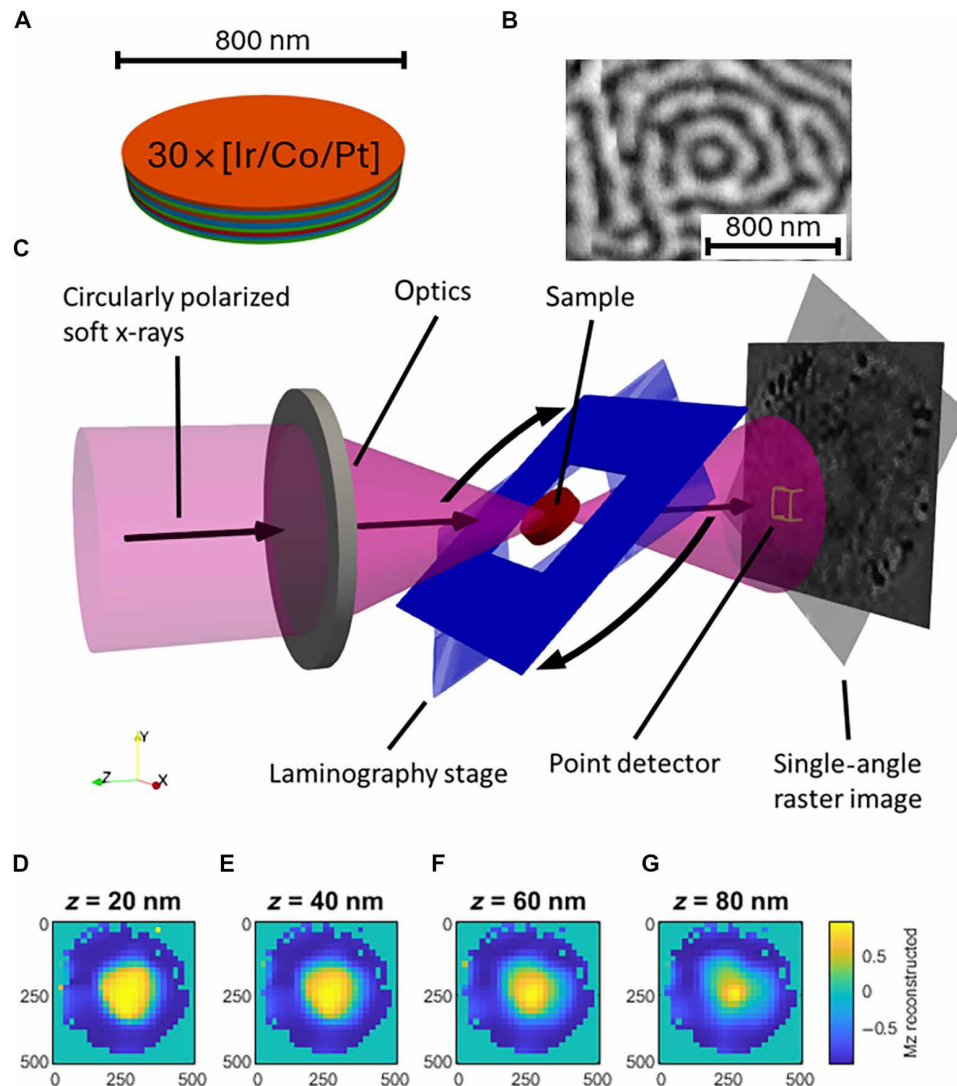 A
800 nm
30 × [Ir/Co/Pt]
B
800 nm
C
Circularly polarized
soft x-rays
Optics
Sample
Y
Z
X
Laminography stage
Point detector
Single-angle
raster image
D
z = 20 nm
0
250
500
0 250 500
E
z = 40 nm
0
250
500
0 250 500
F
z = 60 nm
0
250
500
0 250 500
G
z = 80 nm
0
250
500
0 250 500
0.5
0
−0.5
Mz reconstructed